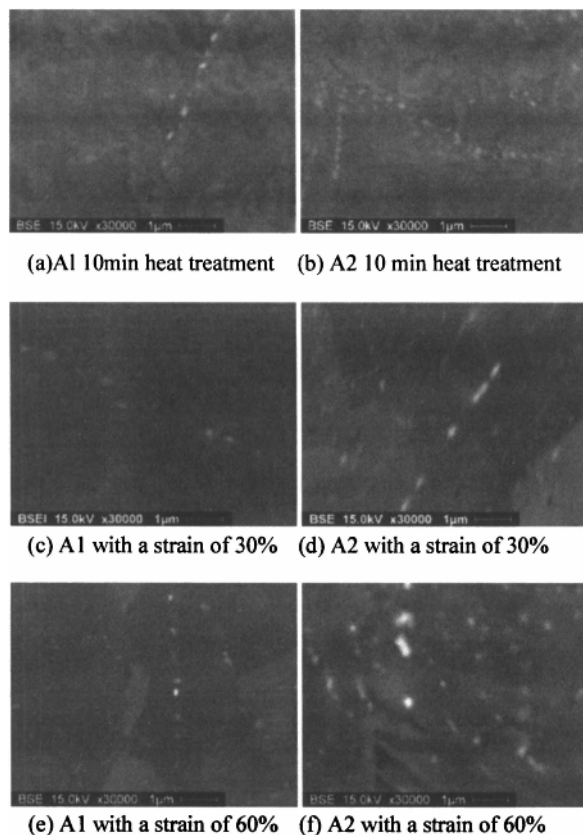 BSE 15.0kV x30000 1µm BSE 15.0kV x30000 1µm
(a)Al 10min heat treatment (b) A2 10 min heat treatment
BSEI 15.0kV x30000 1µm BSE 15.0kV x30000 1µm
(c) A1 with a strain of 30% (d) A2 with a strain of 30%
BSE 15.0kV x30000 1µm BSE 15.0kV x30000 1µm
(e) A1 with a strain of 60% (f) A2 with a strain of 60%